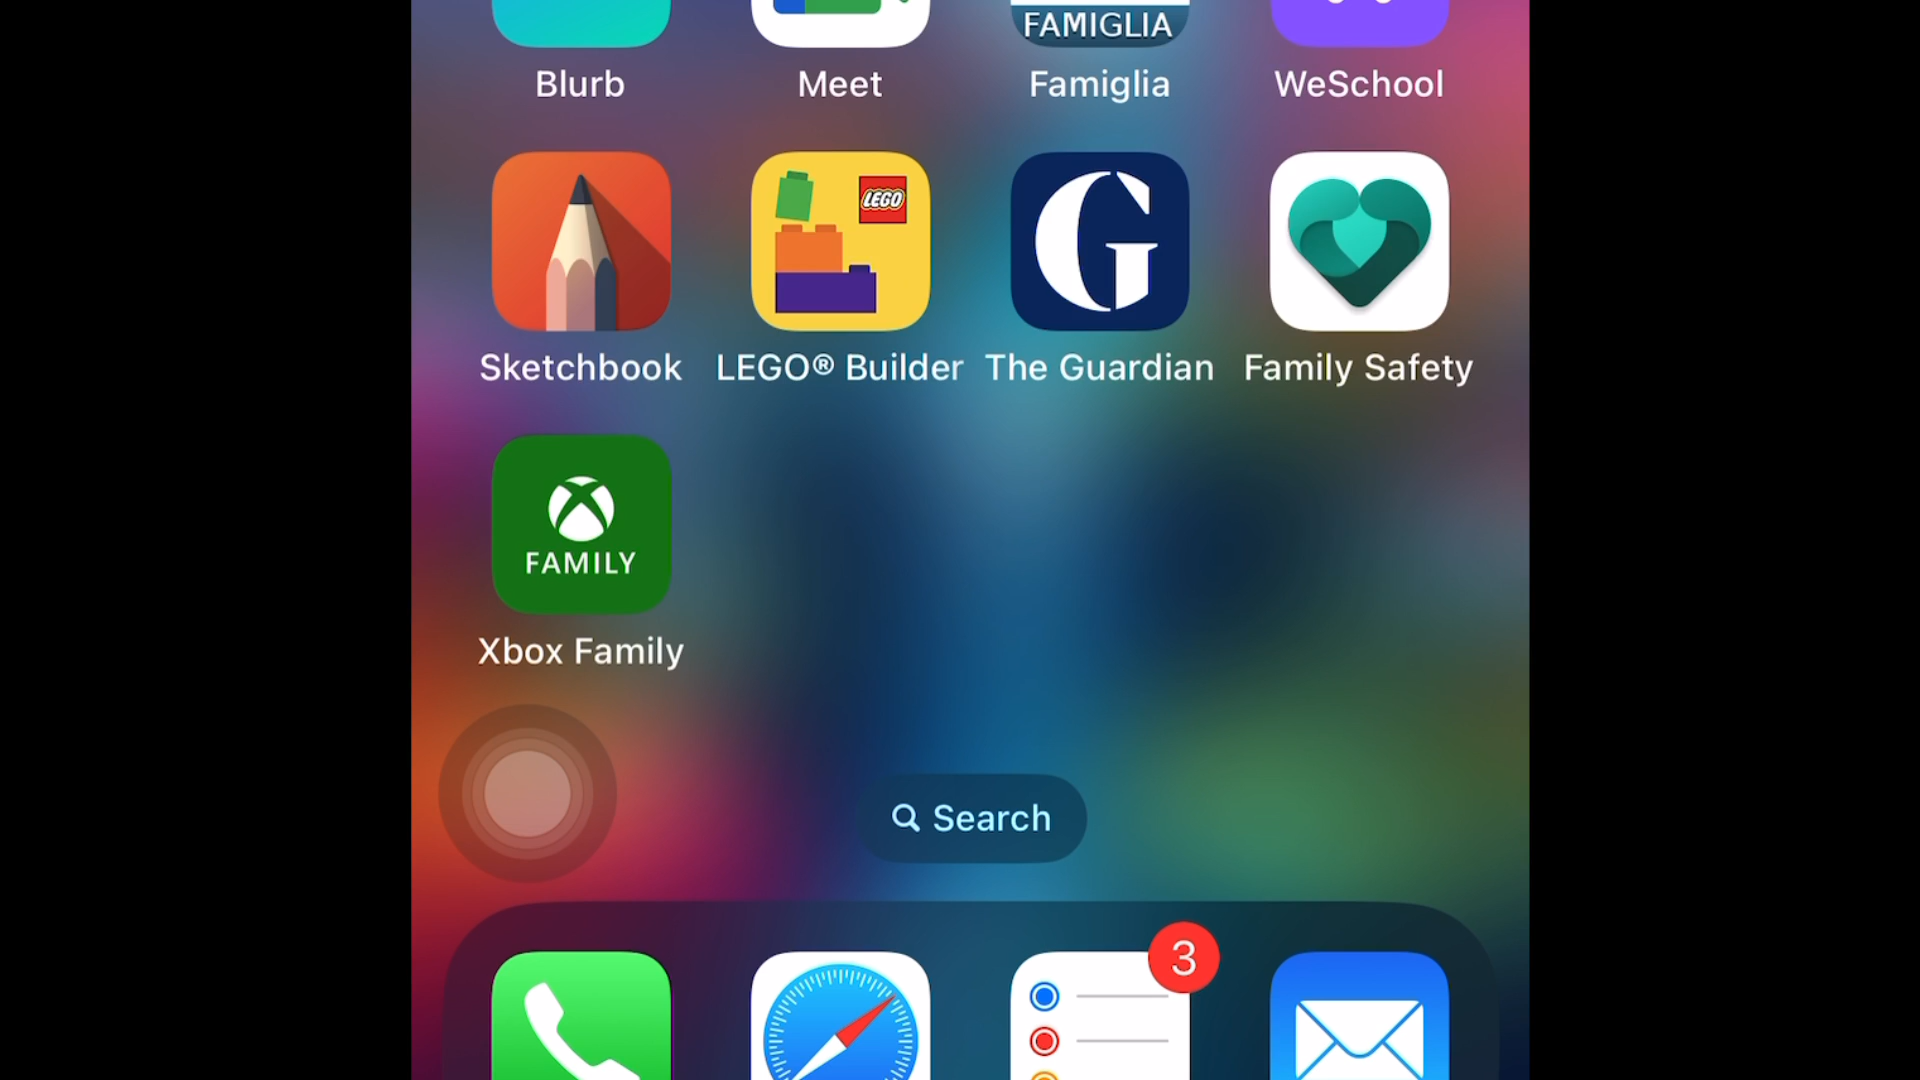 FAMIGLIA
Blurb Meet Famiglia WeSchool
LEGO
G
Sketchbook LEGO® Builder The Guardian Family Safety
FAMILY
Xbox Family
Search
3